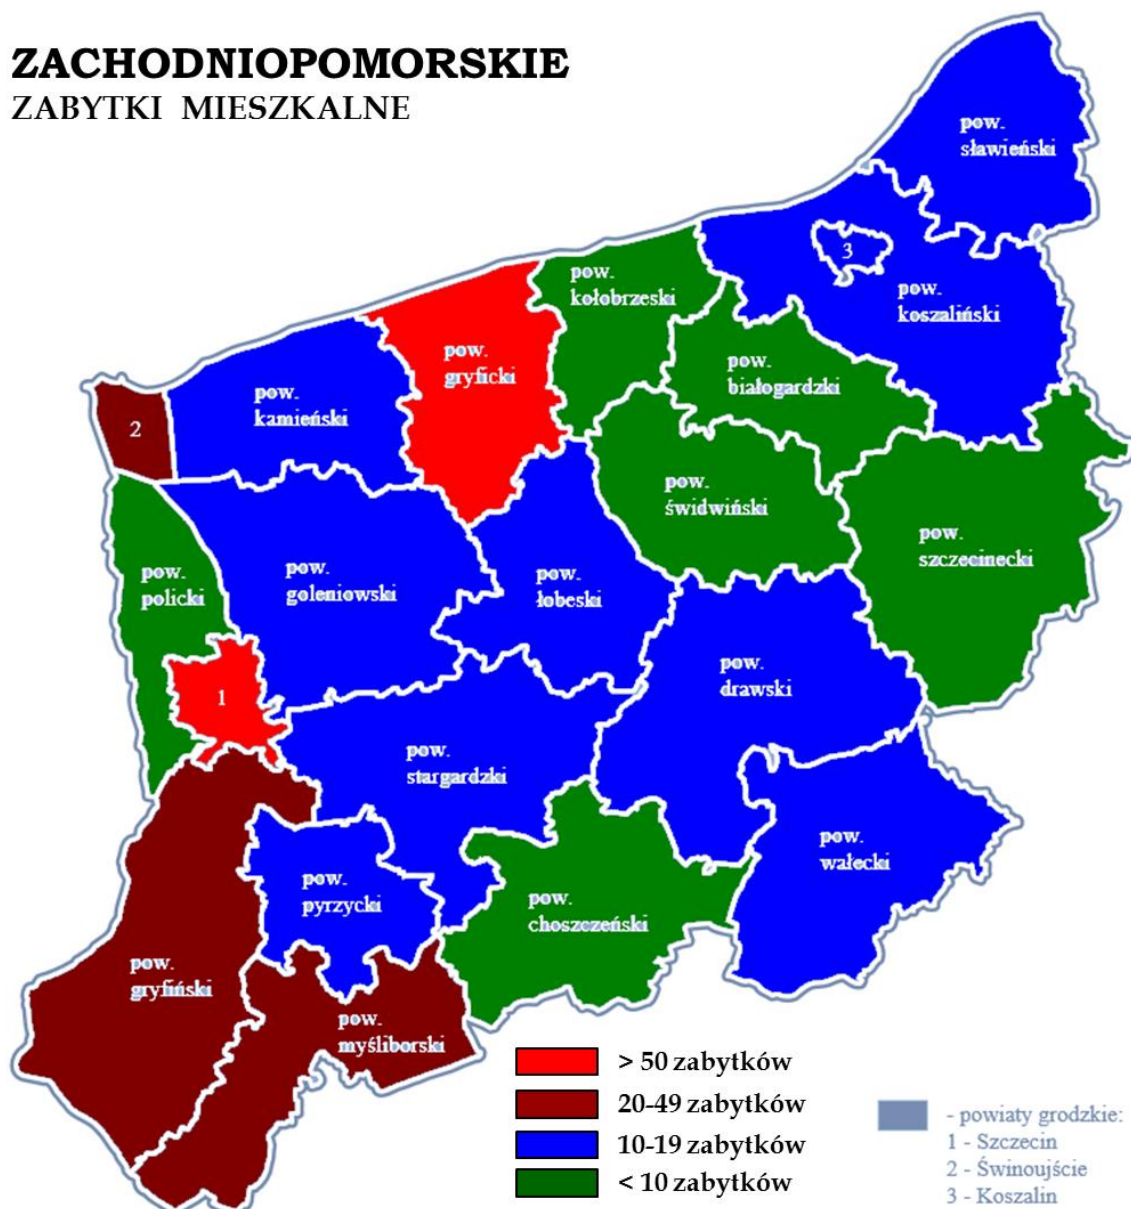 ZACHODNIOPOMORSKIE
ZABYTKI MIESZKALNE
pow.
sławieński
3
pow.
koszaliński
pow.
kołobrzeski
pow.
gryficki
pow.
białogardzki
pow.
kamieński
2
pow.
świdwiński
pow.
szczecinecki
pow.
policki
pow.
goleniowski
pow.
łobeski
1
pow.
drawski
pow.
stargardzki
pow.
wałecki
pow.
pyrzycki
pow.
choszczeński
pow.
gryfiński
pow.
myśliborski
> 50 zabytków
20-49 zabytków
10-19 zabytków
< 10 zabytków
- powiaty grodzkie:
1 - Szczecin
2 - Świnoujście
3 - Koszalin